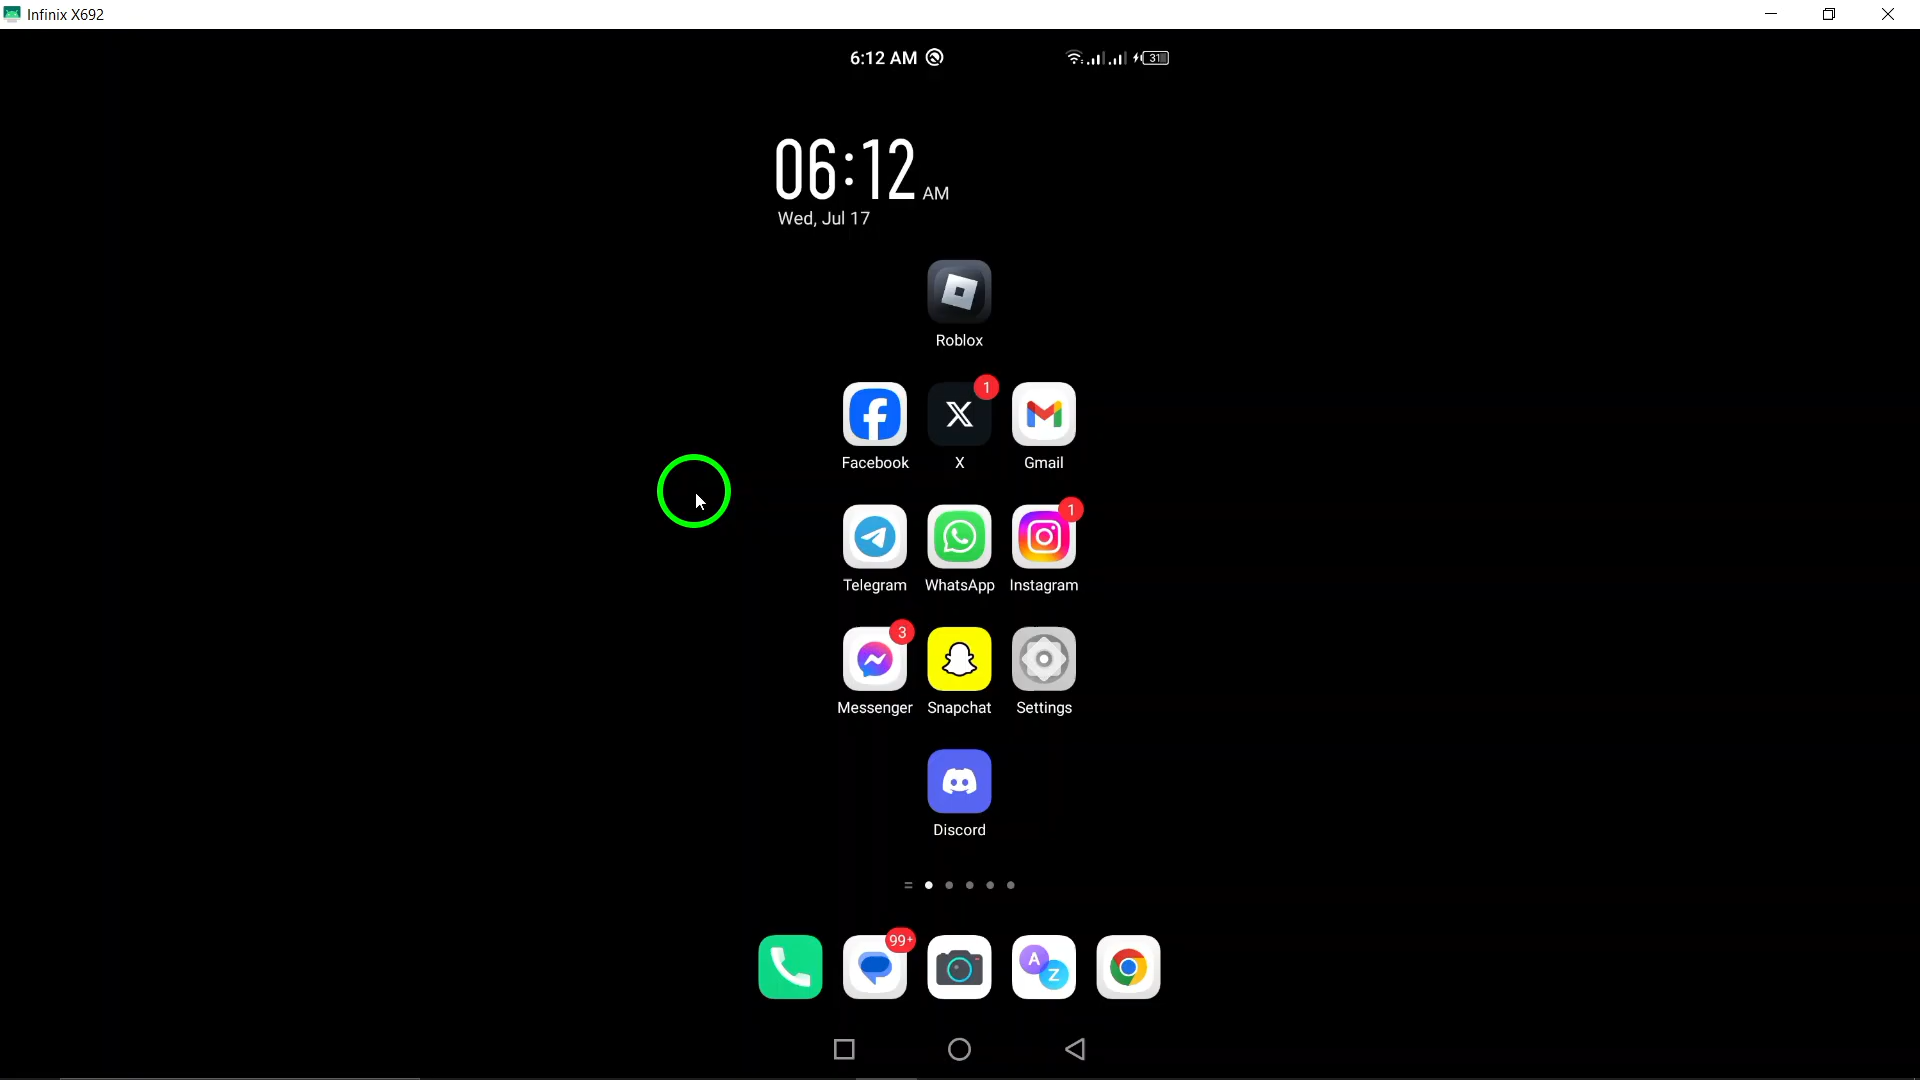 Infinix X692
6:12 AM
31
06:12 AM
Wed, Jul 17
Roblox
1
Facebook
X
Gmail
1
Telegram
WhatsApp
Instagram
3
Messenger
Snapchat
Settings
Discord
99+
A
Z